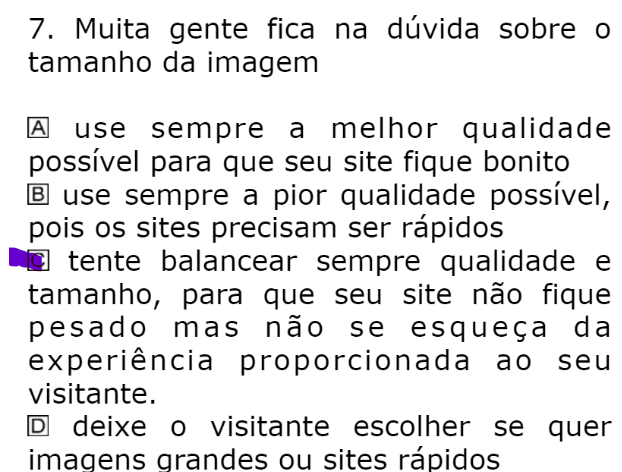 7. Muita gente fica na dúvida sobre o
tamanho da imagem
A use sempre a melhor qualidade
possível para que seu site fique bonito
B use sempre a pior qualidade possível,
pois os sites precisam ser rápidos
C tente balancear sempre qualidade e
tamanho, para que seu site não fique
pesado mas não se esqueça da
experiência proporcionada ao seu
visitante.
D deixe o visitante escolher se quer
imagens grandes ou sites rápidos